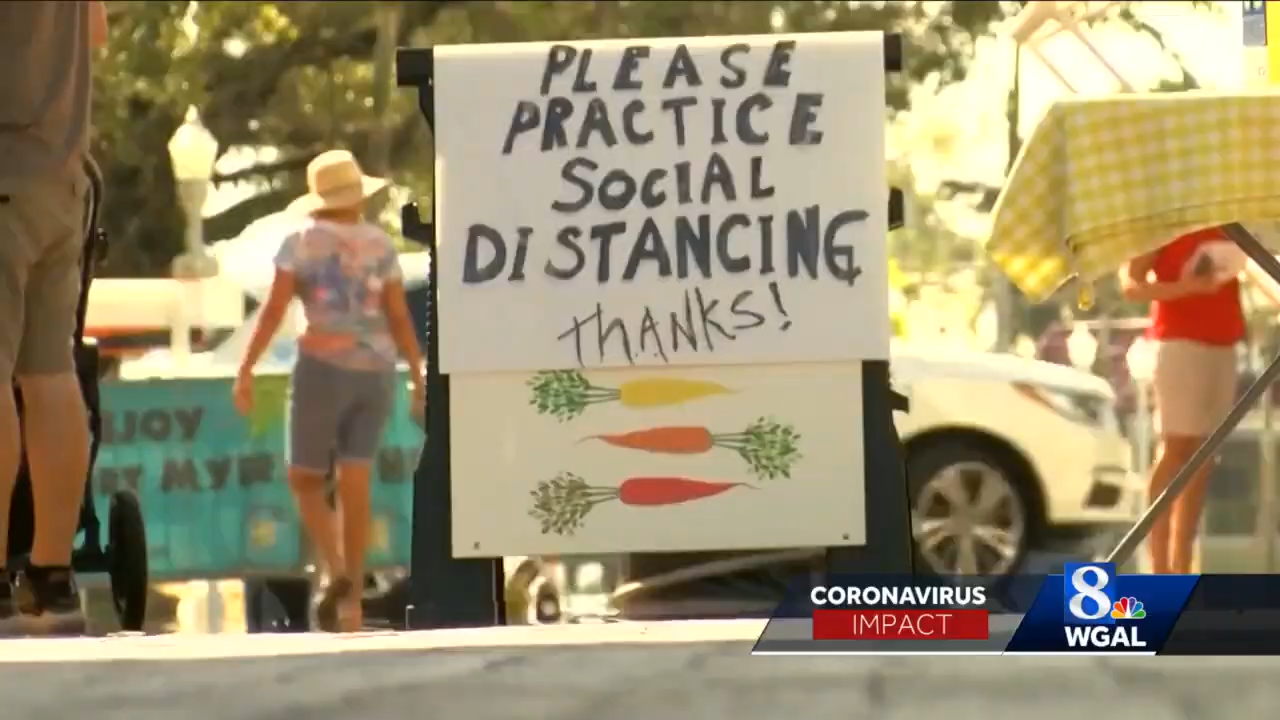 PLEASE
PRACTICE
SOCIAL
DISTANCING
THANKS!
CORONAVIRUS
IMPACT
8
WGAL